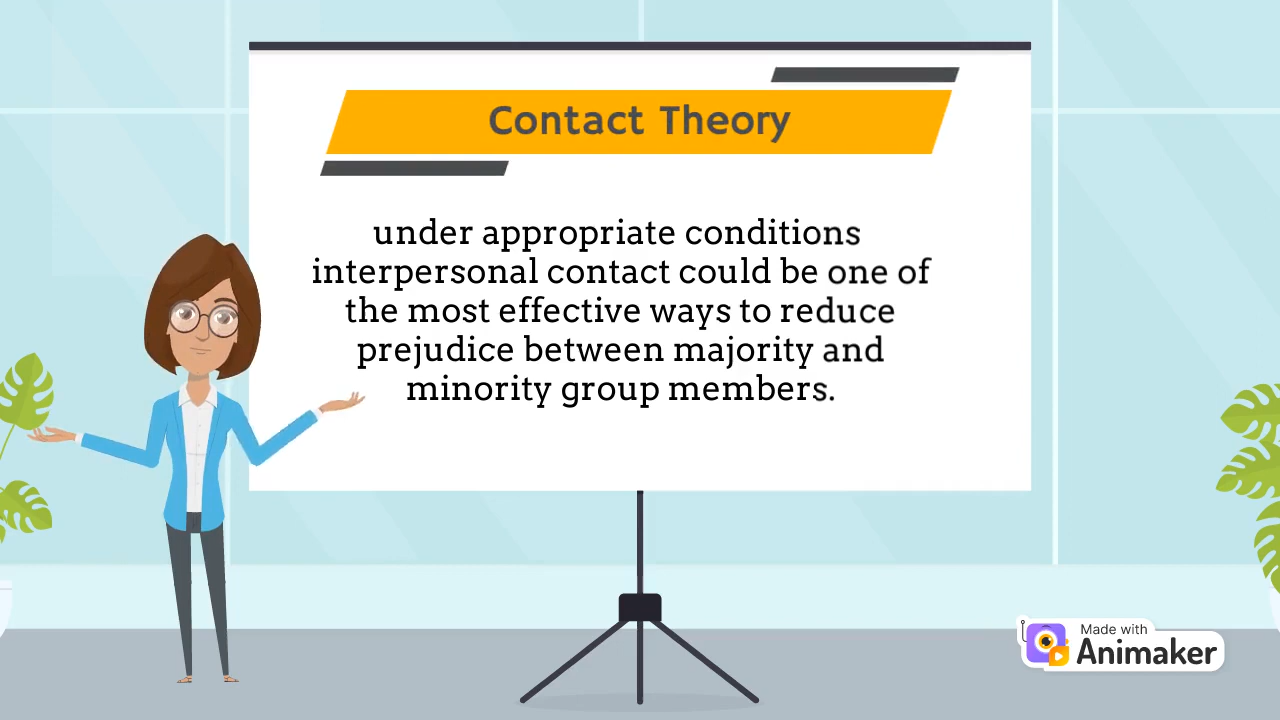 Contact Theory
under appropriate conditions
interpersonal contact could be one of
the most effective ways to reduce
prejudice between majority and
minority group members.
Made with
Animaker